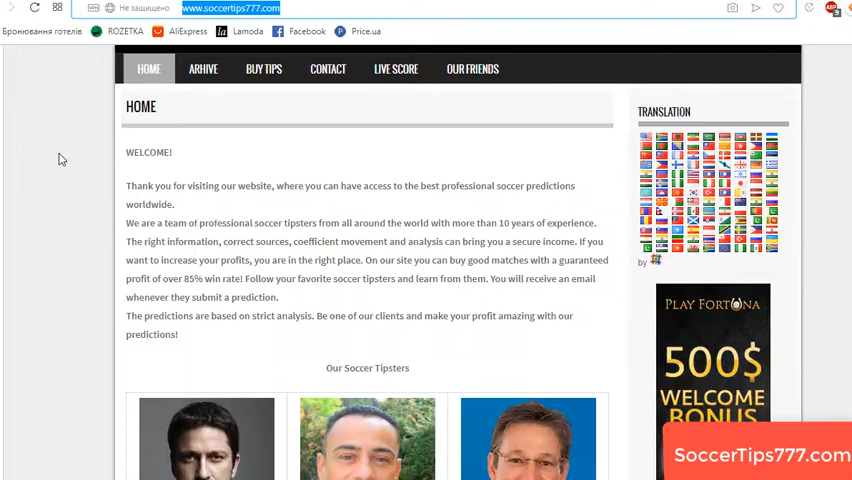 Не защищено www.soccertips777.com
Бронювання готелів ROZETKA AliExpress Lamoda Facebook Price.ua
HOME ARHIVE BUY TIPS CONTACT LIVE SCORE OUR FRIENDS
HOME
WELCOME!
Thank you for visiting our website, where you can have access to the best professional soccer predictions
worldwide.
We are a team of professional soccer tipsters from all around the world with more than 10 years of experience.
The right information, correct sources, coefficient movement and analysis can bring you a secure income. If you
want to increase your profits, you are in the right place. On our site you can buy good matches with a guaranteed
profit of over 85% win rate! Follow your favorite soccer tipsters and learn from them. You will receive an email
whenever they submit a prediction.
The predictions are based on strict analysis. Be one of our clients and make your profit amazing with our
predictions!
Our Soccer Tipsters
TRANSLATION
by
PLAY FORTUNA
500$
WELCOME
BONUS
SoccerTips777.com